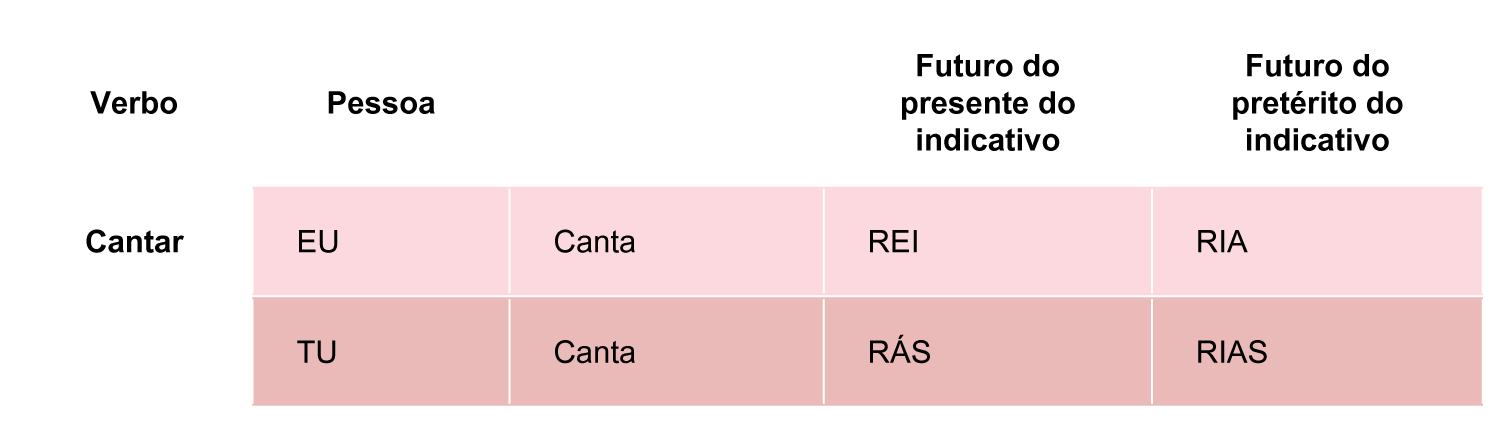 Verbo Pessoa Futuro do presente do indicativo Futuro do pretérito do indicativo
Cantar EU Canta REI RIA
TU Canta RÁS RIAS